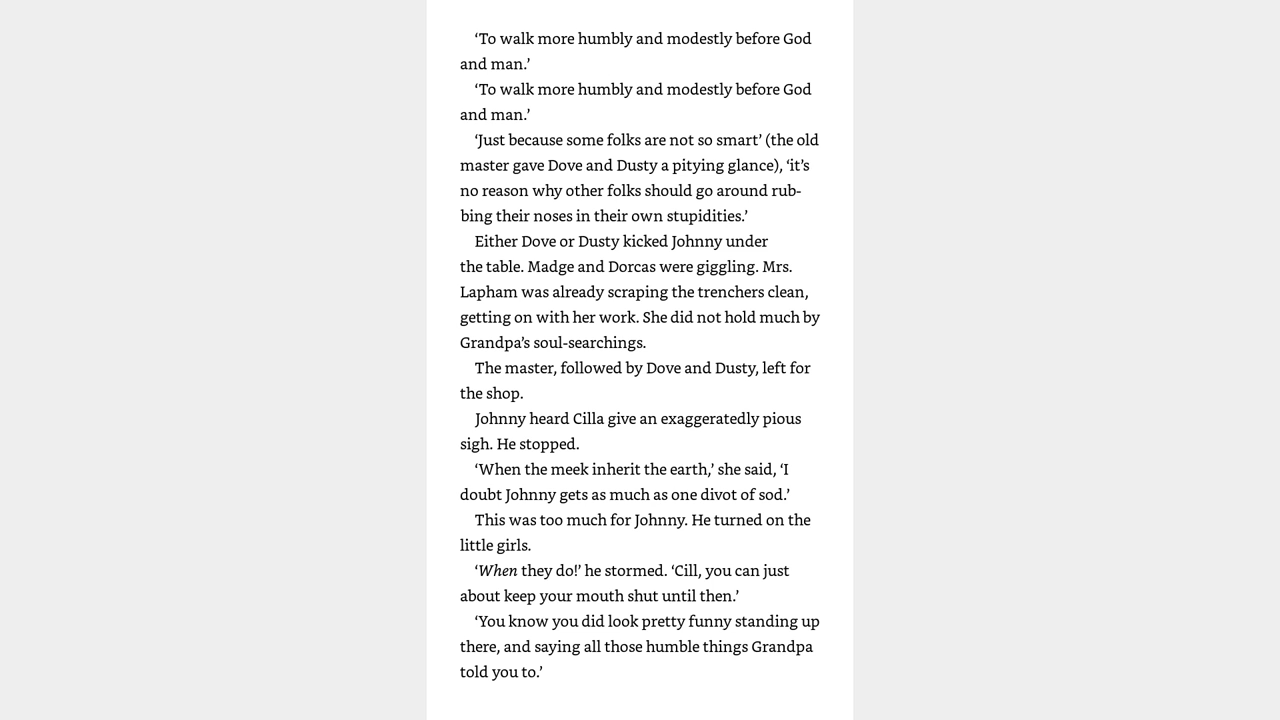 ‘To walk more humbly and modestly before God
and man.’
‘To walk more humbly and modestly before God
and man.’
‘Just because some folks are not so smart’ (the old
master gave Dove and Dusty a pitying glance), ‘it’s
no reason why other folks should go around rub-
bing their noses in their own stupidities.’
Either Dove or Dusty kicked Johnny under
the table. Madge and Dorcas were giggling. Mrs.
Lapham was already scraping the trenchers clean,
getting on with her work. She did not hold much by
Grandpa’s soul-searchings.
The master, followed by Dove and Dusty, left for
the shop.
Johnny heard Cilla give an exaggeratedly pious
sigh. He stopped.
‘When the meek inherit the earth,’ she said, ‘I
doubt Johnny gets as much as one divot of sod.’
This was too much for Johnny. He turned on the
little girls.
‘When they do!’ he stormed. ‘Cill, you can just
about keep your mouth shut until then.’
‘You know you did look pretty funny standing up
there, and saying all those humble things Grandpa
told you to.’